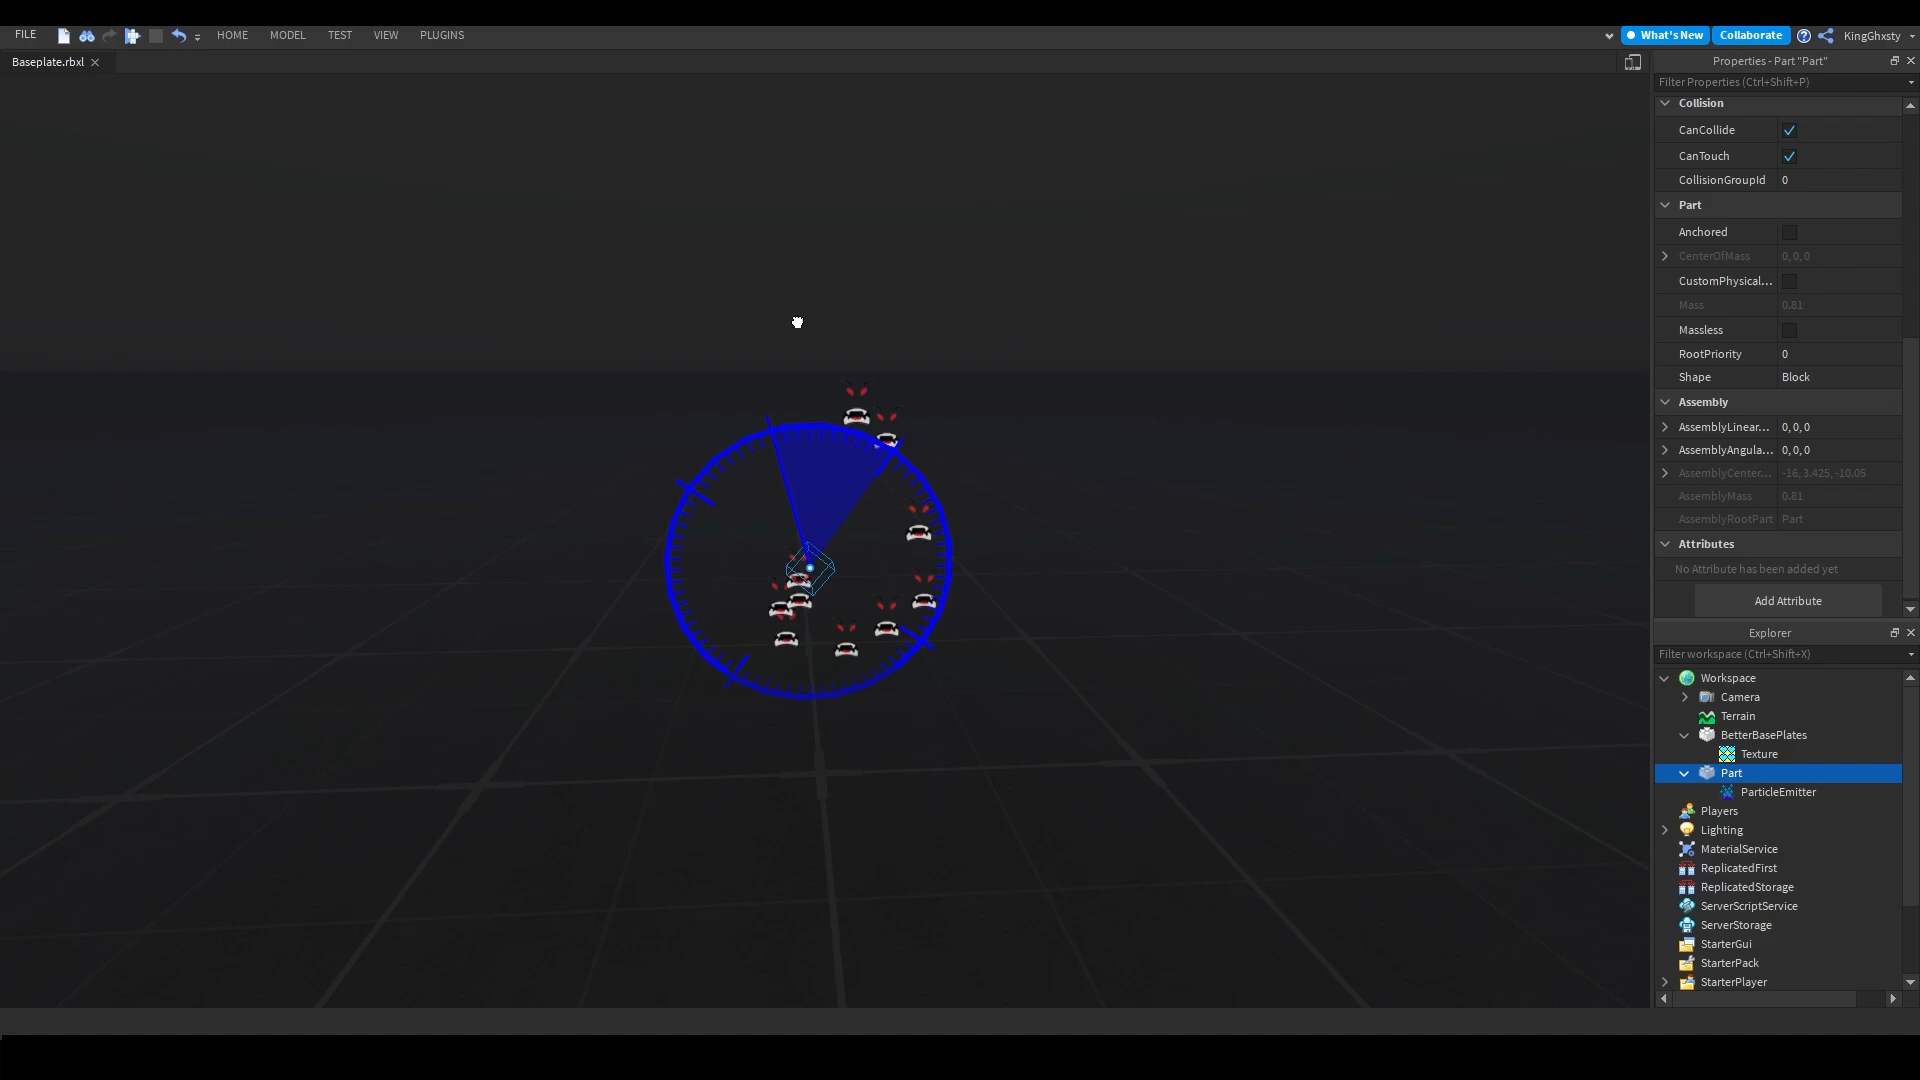 FILE HOME MODEL TEST VIEW PLUGINS What's New Collaborate KingGhxsty
Baseplate.rbxl
Properties - Part "Part"
Filter Properties (Ctrl+Shift+P)
Collision
CanCollide
CanTouch
CollisionGroupId 0
Part
Anchored
CenterOfMass 0, 0, 0
CustomPhysical...
Mass 0.81
Massless
RootPriority 0
Shape Block
Assembly
AssemblyLinear... 0, 0, 0
AssemblyAngula... 0, 0, 0
AssemblyCenter... -16, 3.425, -10.05
AssemblyMass 0.81
AssemblyRootPart Part
Attributes
No Attribute has been added yet
Add Attribute
Explorer
Filter workspace (Ctrl+Shift+X)
Workspace
Camera
Terrain
BetterBasePlates
Texture
Part
ParticleEmitter
Players
Lighting
MaterialService
ReplicatedFirst
ReplicatedStorage
ServerScriptService
ServerStorage
StarterGui
StarterPack
StarterPlayer